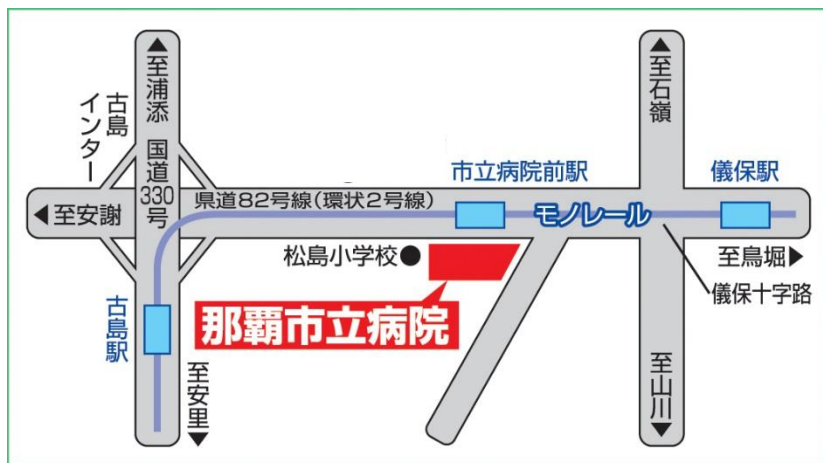 ▲至浦添
国道
330
号
古島
インター
◀至安謝
県道82号線(環状2号線)
市立病院前駅
▲至石嶺
儀保駅
モノレール
松島小学校●
至鳥堀▶
儀保十字路
那覇市立病院
古島駅
至安里▼
至山川▼